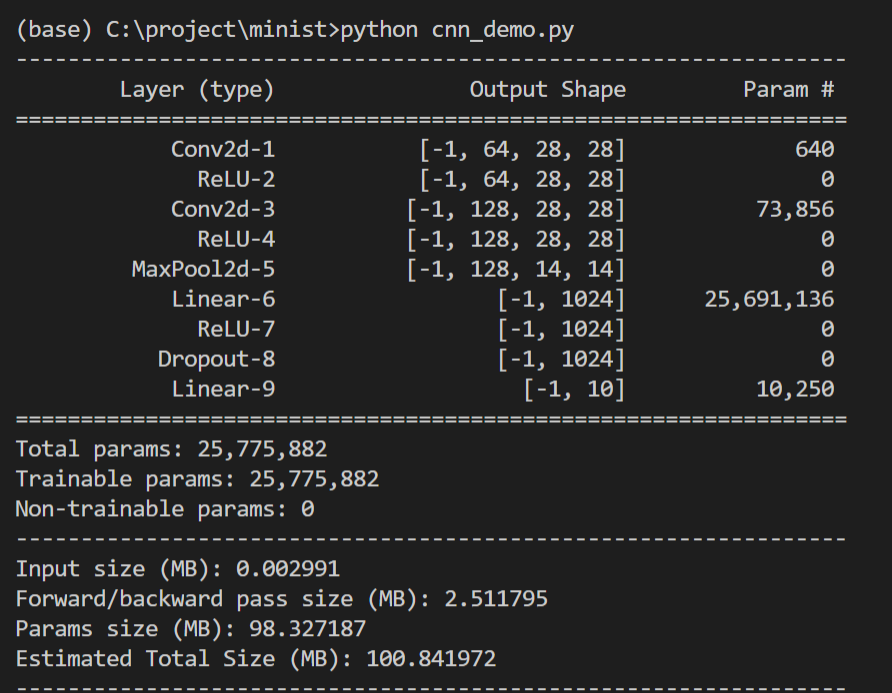 (base) C:\project\minist>python cnn_demo.py
----------------------------------------------------------------
Layer (type) Output Shape Param #
================================================================
Conv2d-1 [-1, 64, 28, 28] 640
ReLU-2 [-1, 64, 28, 28] 0
Conv2d-3 [-1, 128, 28, 28] 73,856
ReLU-4 [-1, 128, 28, 28] 0
MaxPool2d-5 [-1, 128, 14, 14] 0
Linear-6 [-1, 1024] 25,691,136
ReLU-7 [-1, 1024] 0
Dropout-8 [-1, 1024] 0
Linear-9 [-1, 10] 10,250
================================================================
Total params: 25,775,882
Trainable params: 25,775,882
Non-trainable params: 0
----------------------------------------------------------------
Input size (MB): 0.002991
Forward/backward pass size (MB): 2.511795
Params size (MB): 98.327187
Estimated Total Size (MB): 100.841972
----------------------------------------------------------------